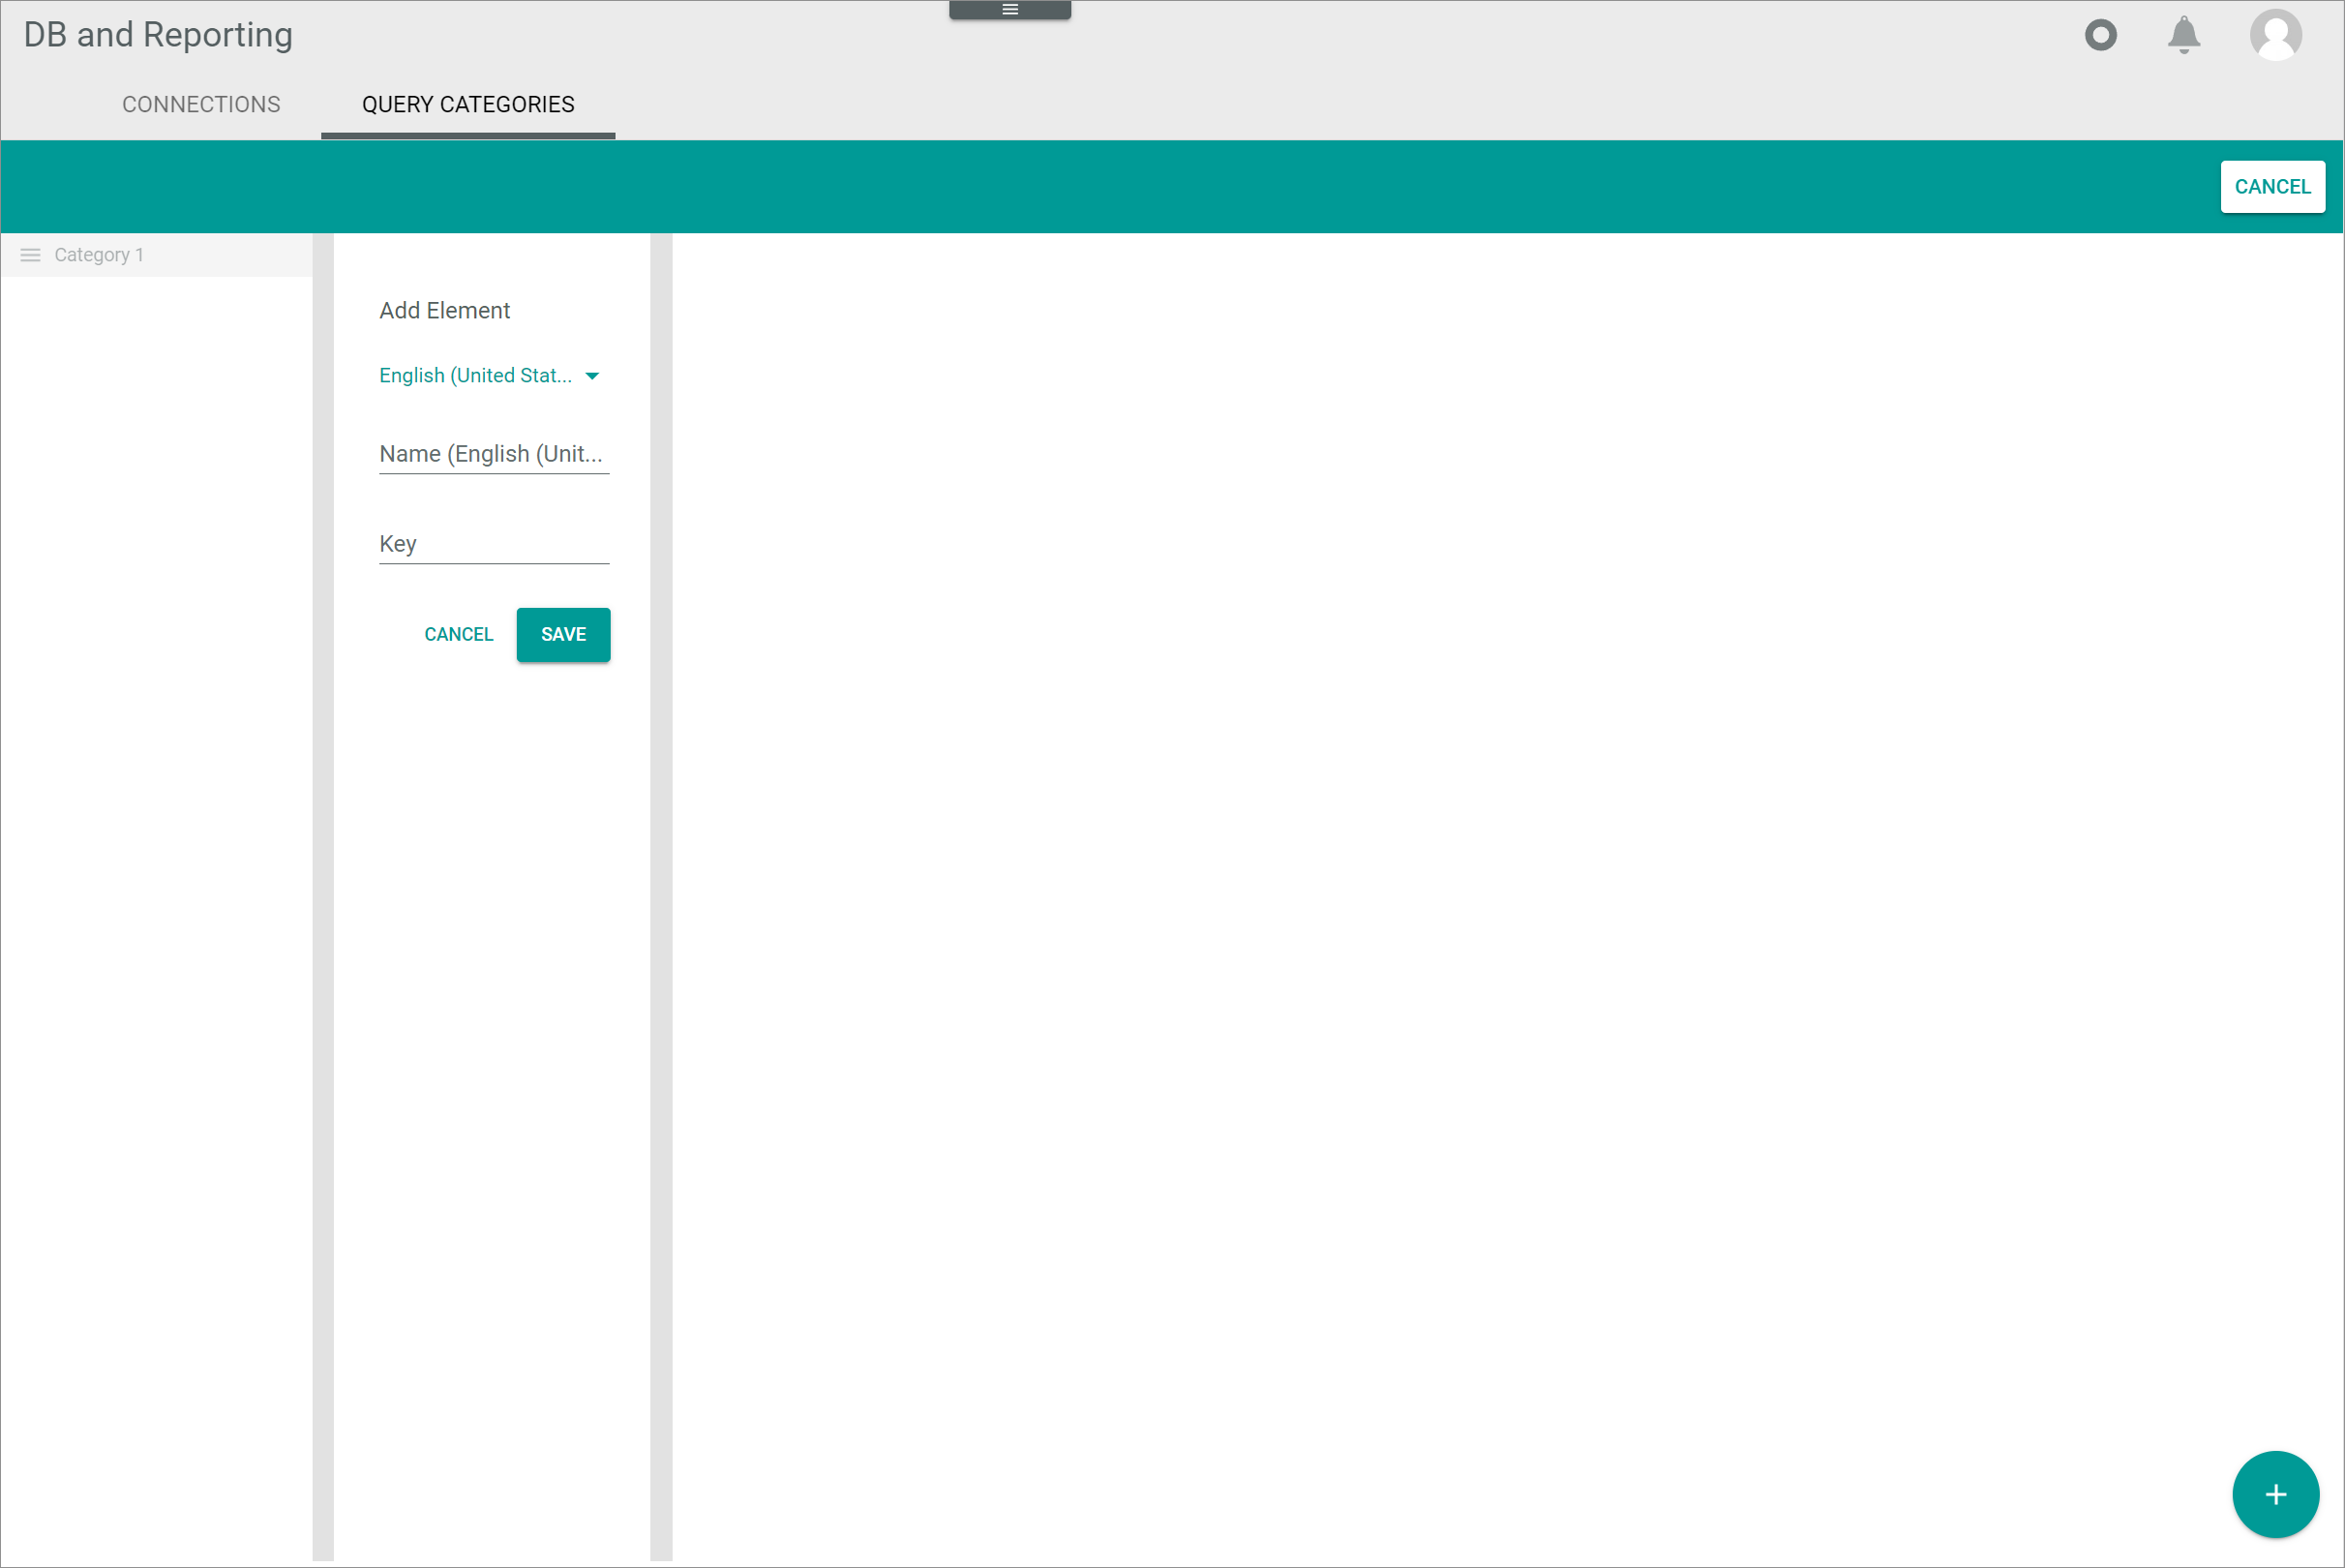 DB and Reporting
CONNECTIONS
QUERY CATEGORIES
CANCEL
Category 1
Add Element
English (United Stat...
Name (English (Unit...
Key
CANCEL
SAVE